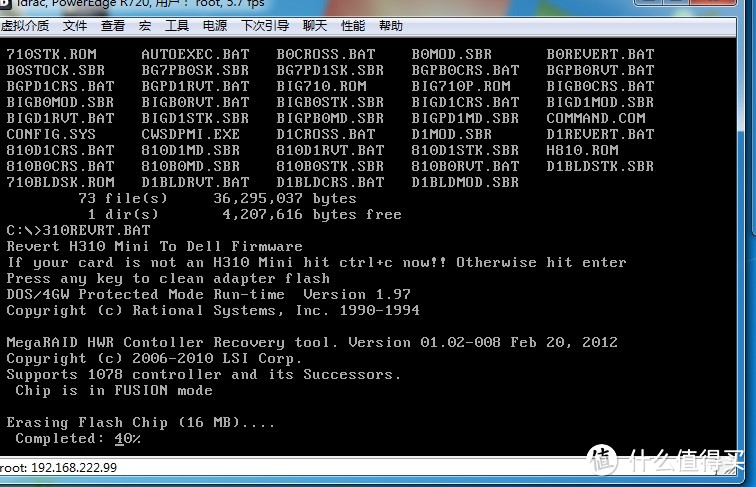 idrac, PowerEdge R720, 用户: root, 5.7 fps
虚拟介质 文件 查看 宏 工具 电源 下次引导 聊天 性能 帮助
710STK.ROM AUTOEXEC.BAT B0CROSS.BAT B0MOD.SBR B0REVERT.BAT
B0STOCK.SBR BG7PB0SK.SBR BG7PD1SK.SBR BGPB0CRS.BAT BGPB0RVT.BAT
BGPD1CRS.BAT BGPD1RVT.BAT BIG710.ROM BIG710P.ROM BIGB0CRS.BAT
BIGB0MOD.SBR BIGB0RVT.BAT BIGB0STK.SBR BIGD1CRS.BAT BIGD1MOD.SBR
BIGD1RVT.BAT BIGD1STK.SBR BIGPB0MD.SBR BIGPD1MD.SBR COMMAND.COM
CONFIG.SYS CWSDPMI.EXE D1CROSS.BAT D1MOD.SBR D1REVERT.BAT
810D1CRS.BAT 810D1MD.SBR 810D1RVT.BAT 810D1STK.SBR H810.ROM
810B0CRS.BAT 810B0MD.SBR 810B0STK.SBR 810B0RVT.BAT D1BLDSTK.SBR
710BLDSK.ROM D1BLDRVT.BAT D1BLDCRS.BAT D1BLDMOD.SBR
73 file(s) 36,295,037 bytes
1 dir(s) 4,207,616 bytes free
C:\>310REVRT.BAT
Revert H310 Mini To Dell Firmware
If your card is not an H310 Mini hit ctrl+c now!! Otherwise hit enter
Press any key to clean adapter flash
DOS/4GW Protected Mode Run-time Version 1.97
Copyright (c) Rational Systems, Inc. 1990-1994
MegaRAID HWR Contoller Recovery tool. Version 01.02-008 Feb 20, 2012
Copyright (c) 2006-2010 LSI Corp.
Supports 1078 controller and its Successors.
Chip is in FUSION mode
Erasing Flash Chip (16 MB)....
Completed: 40%
root: 192.168.222.99
值 什么值得买